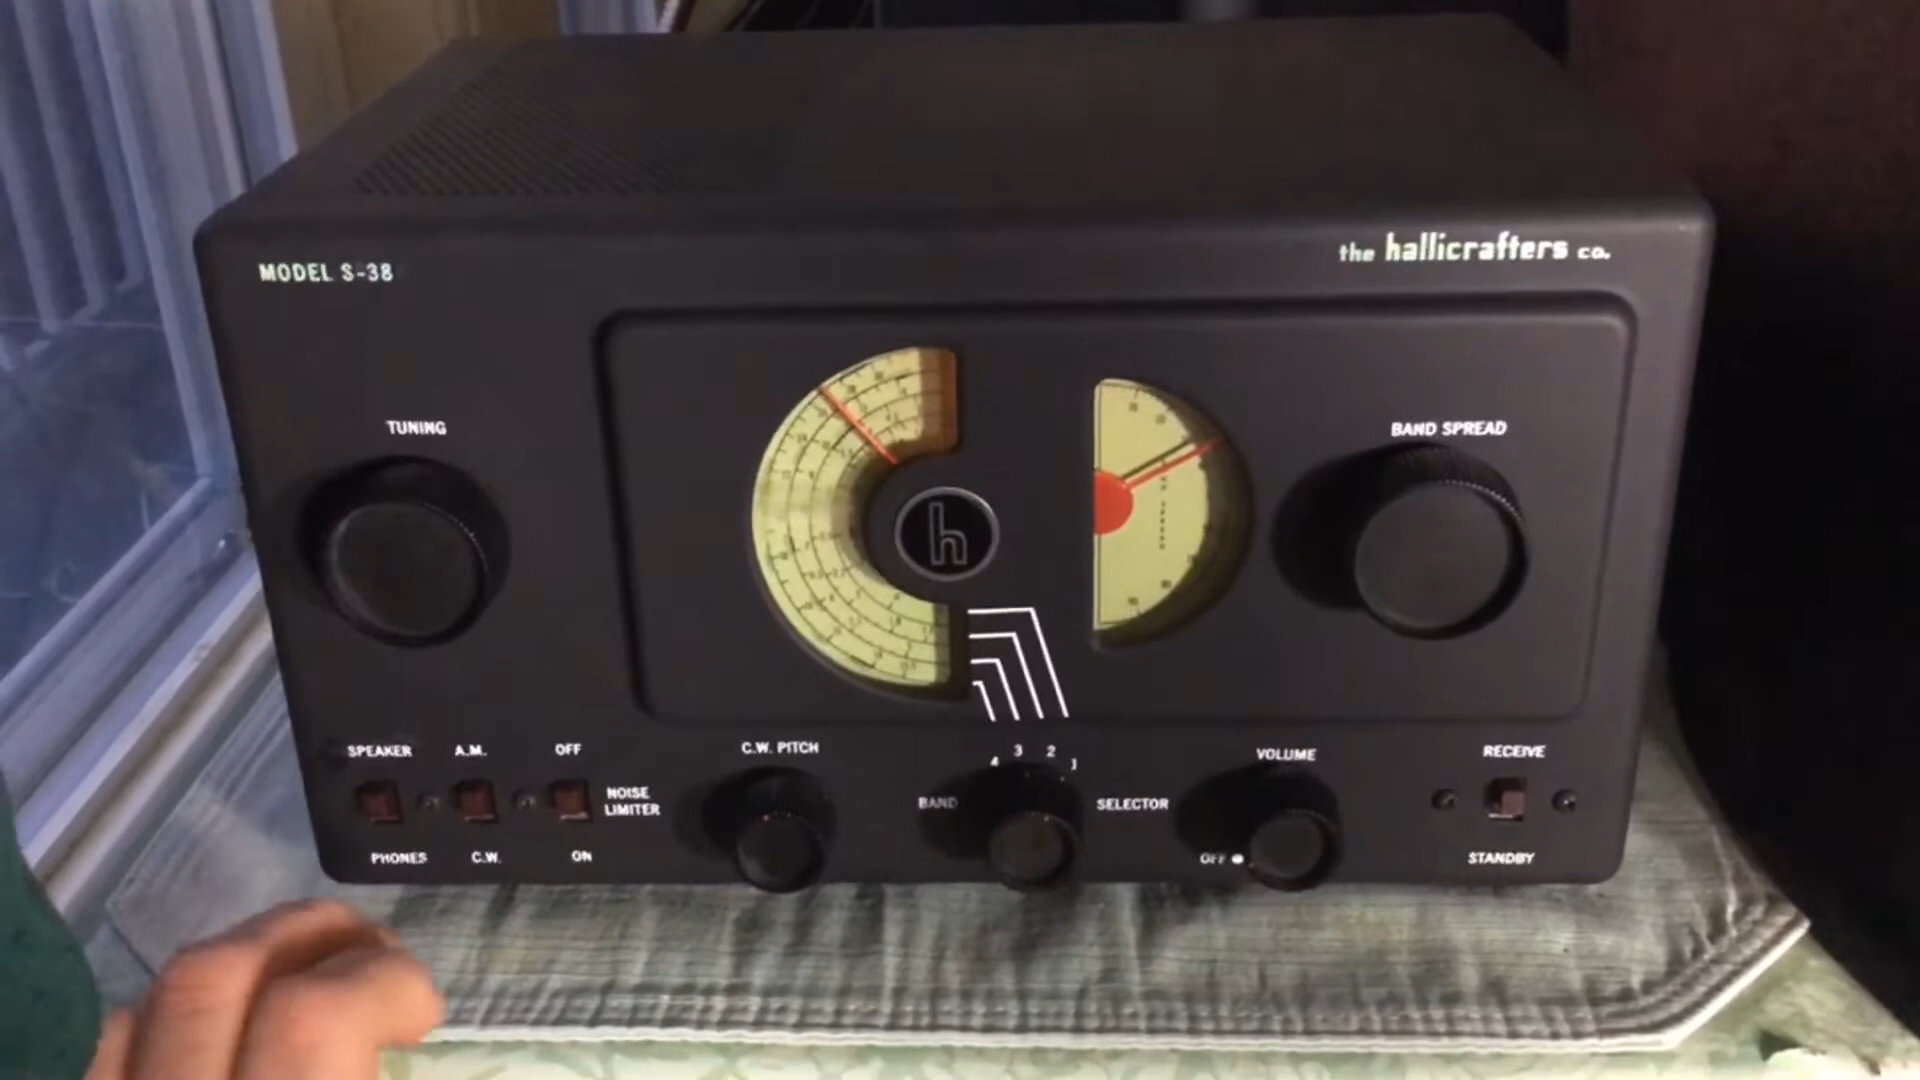 MODEL S-38
the hallicrafters co.
TUNING
BAND SPREAD
h
SPEAKER
A.M.
OFF
C.W. PITCH
4 3 2 1
VOLUME
RECEIVE
NOISE
LIMITER
BAND
SELECTOR
PHONES
C.W.
ON
OFF
STANDBY